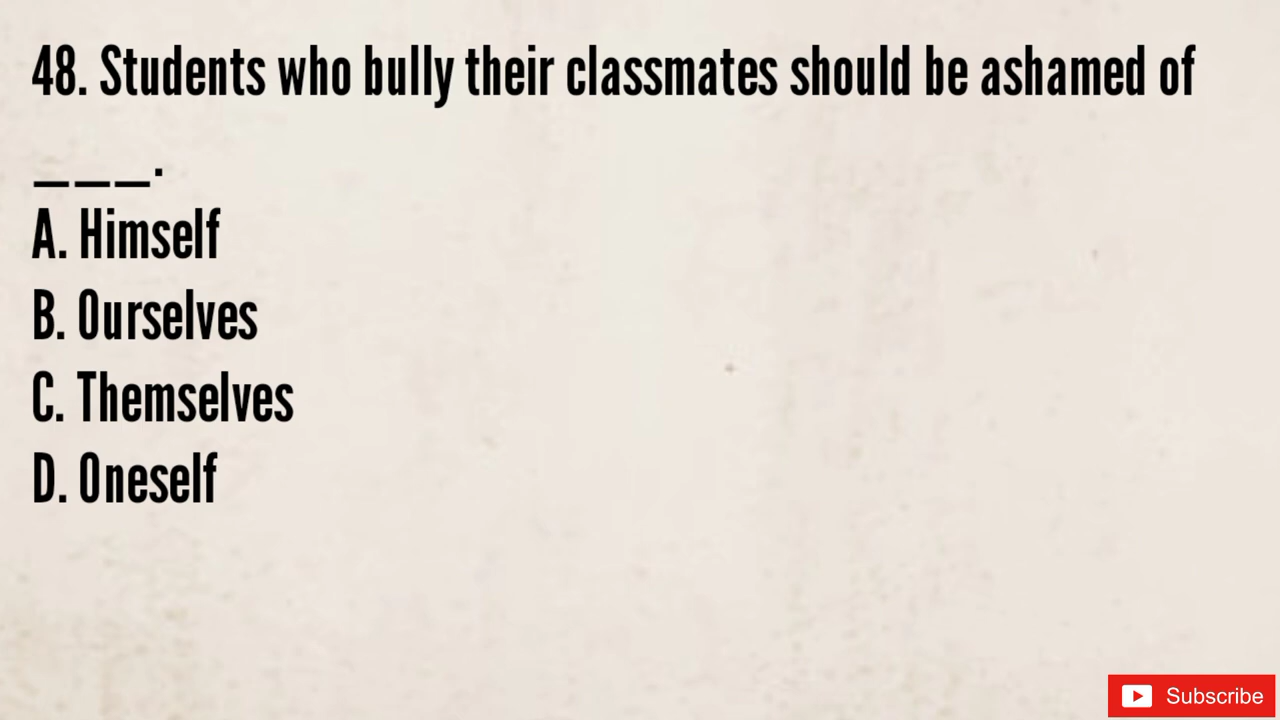 48. Students who bully their classmates should be ashamed of
___.
A. Himself
B. Ourselves
C. Themselves
D. Oneself
Subscribe